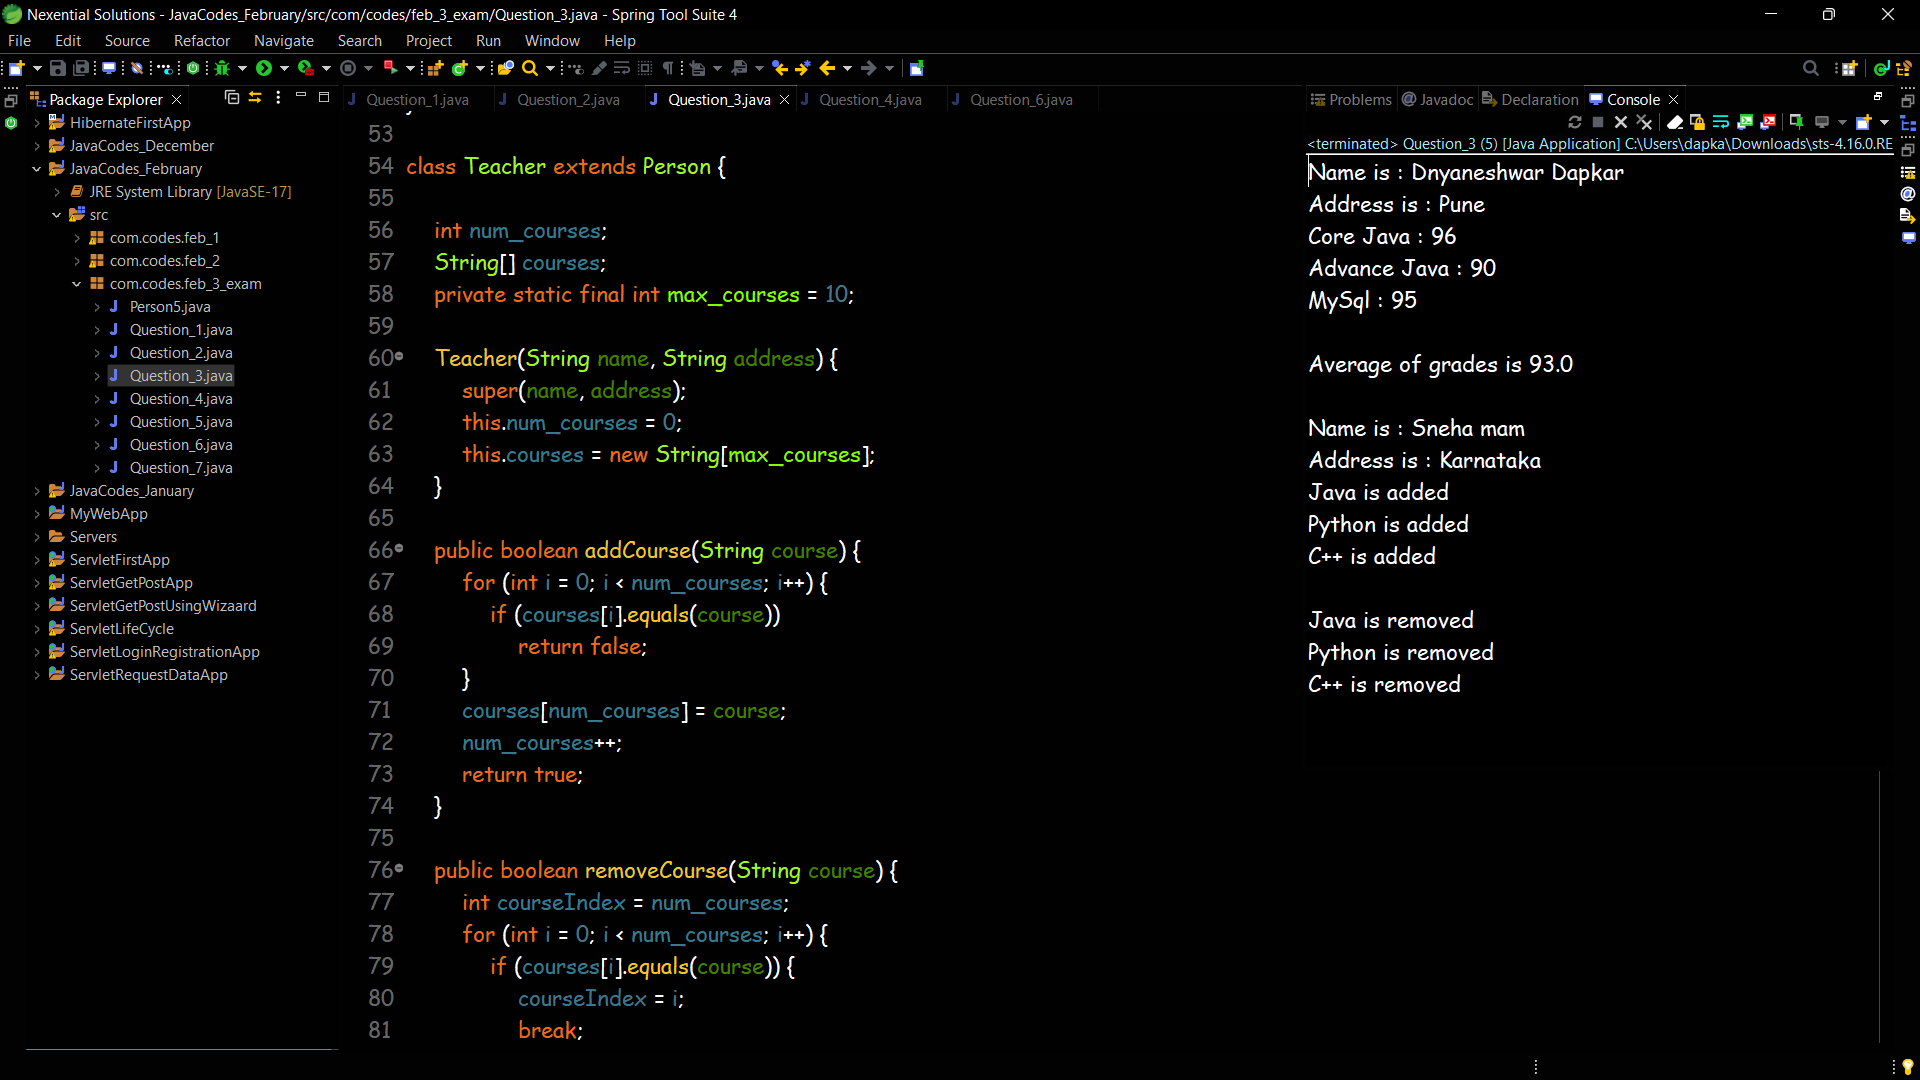 Nexential Solutions - JavaCodes_February/src/com/codes/feb_3_exam/Question_3.java - Spring Tool Suite 4
File Edit Source Refactor Navigate Search Project Run Window Help
Package Explorer
HibernateFirstApp
JavaCodes_December
JavaCodes_February
JRE System Library [JavaSE-17]
src
com.codes.feb_1
com.codes.feb_2
com.codes.feb_3_exam
Person5.java
Question_1.java
Question_2.java
Question_3.java
Question_4.java
Question_5.java
Question_6.java
Question_7.java
JavaCodes_January
MyWebApp
Servers
ServletFirstApp
ServletGetPostApp
ServletGetPostUsingWizaard
ServletLifeCycle
ServletLoginRegistrationApp
ServletRequestDataApp
Question_1.java Question_2.java Question_3.java Question_4.java Question_6.java
53
54 class Teacher extends Person {
55
56 int num_courses;
57 String[] courses;
58 private static final int max_courses = 10;
59
60 Teacher(String name, String address) {
61 super(name, address);
62 this.num_courses = 0;
63 this.courses = new String[max_courses];
64 }
65
66 public boolean addCourse(String course) {
67 for (int i = 0; i < num_courses; i++) {
68 if (courses[i].equals(course))
69 return false;
70 }
71 courses[num_courses] = course;
72 num_courses++;
73 return true;
74 }
75
76 public boolean removeCourse(String course) {
77 int courseIndex = num_courses;
78 for (int i = 0; i < num_courses; i++) {
79 if (courses[i].equals(course)) {
80 courseIndex = i;
81 break;
Problems Javadoc Declaration Console
<terminated> Question_3 (5) [Java Application] C:\Users\dapka\Downloads\sts-4.16.0.RE
Name is : Dnyaneshwar Dapkar
Address is : Pune
Core Java : 96
Advance Java : 90
MySql : 95
Average of grades is 93.0
Name is : Sneha mam
Address is : Karnataka
Java is added
Python is added
C++ is added
Java is removed
Python is removed
C++ is removed